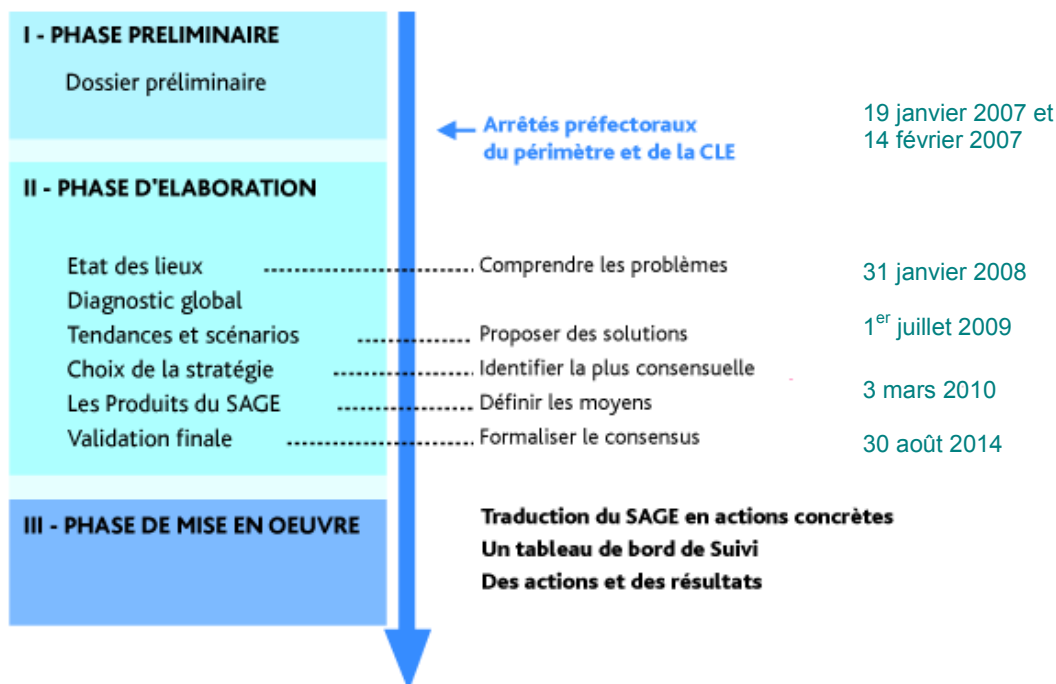 I - PHASE PRELIMINAIRE
Dossier préliminaire
Arrêtés préfectoraux
du périmètre et de la CLE
19 janvier 2007 et
14 février 2007
II - PHASE D'ELABORATION
Etat des lieux ........................... Comprendre les problèmes
31 janvier 2008
Diagnostic global
Tendances et scénarios ............... Proposer des solutions
1er juillet 2009
Choix de la stratégie .................. Identifier la plus consensuelle
3 mars 2010
Les Produits du SAGE ................. Définir les moyens
Validation finale ........................ Formaliser le consensus
30 août 2014
III - PHASE DE MISE EN OEUVRE
Traduction du SAGE en actions concrètes
Un tableau de bord de Suivi
Des actions et des résultats